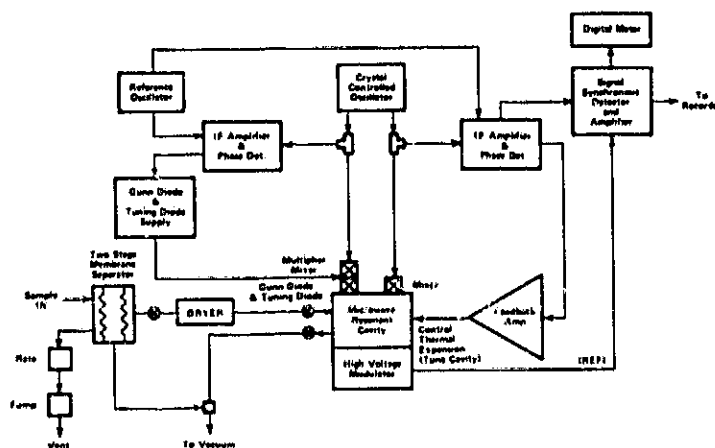 Digital Meter
Reference
Oscillator
Crystal
Controlled
Oscillator
Signal
Synchronous
Detector
and
Amplifier
To
Recorde
IF Amplifier
&
Phase Det.
IF Amplifier
&
Phase Det
Gunn Diode
&
Tuning Diode
Supply
Two Stage
Membrane
Separator
Multiplier
Mixer
Gunn Diode
& Tuning Diode
Mixer
Sample
IN
DRYER
Microwave
Resonant
Cavity
Feedback
Amp
Control
Thermal
Expansion
(Tune Cavity)
High Voltage
Modulator
(REF)
Pump
Vent
To Vacuum